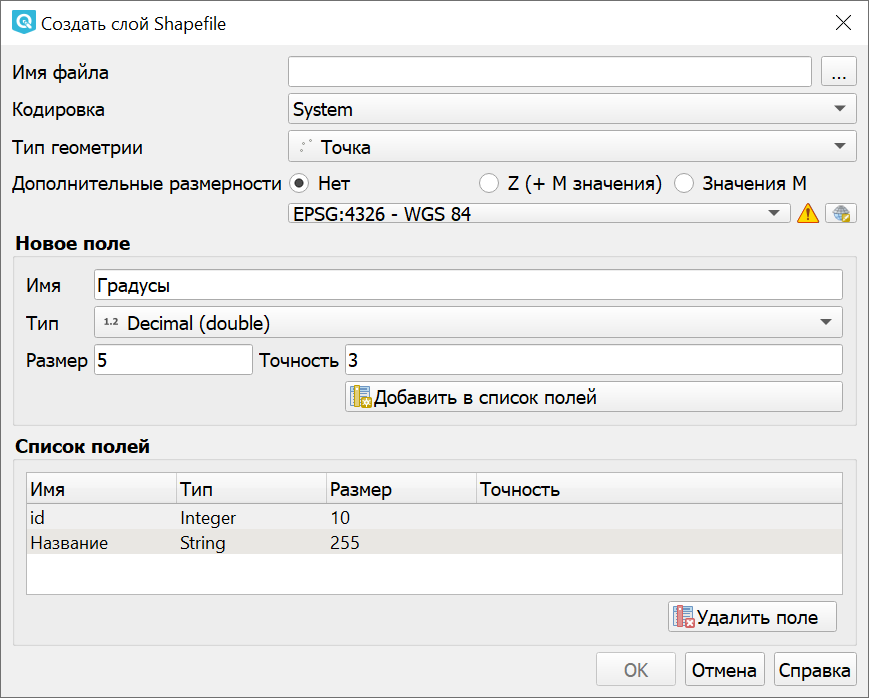 Создать слой Shapefile
Имя файла
...
Кодировка System
Тип геометрии Точка
Дополнительные размерности Нет Z (+ M значения) Значения M
EPSG:4326 - WGS 84
Новое поле
Имя Градусы
Тип 1.2 Decimal (double)
Размер 5 Точность 3
Добавить в список полей
Список полей
Имя Тип Размер Точность
id Integer 10
Название String 255
Удалить поле
OK Отмена Справка